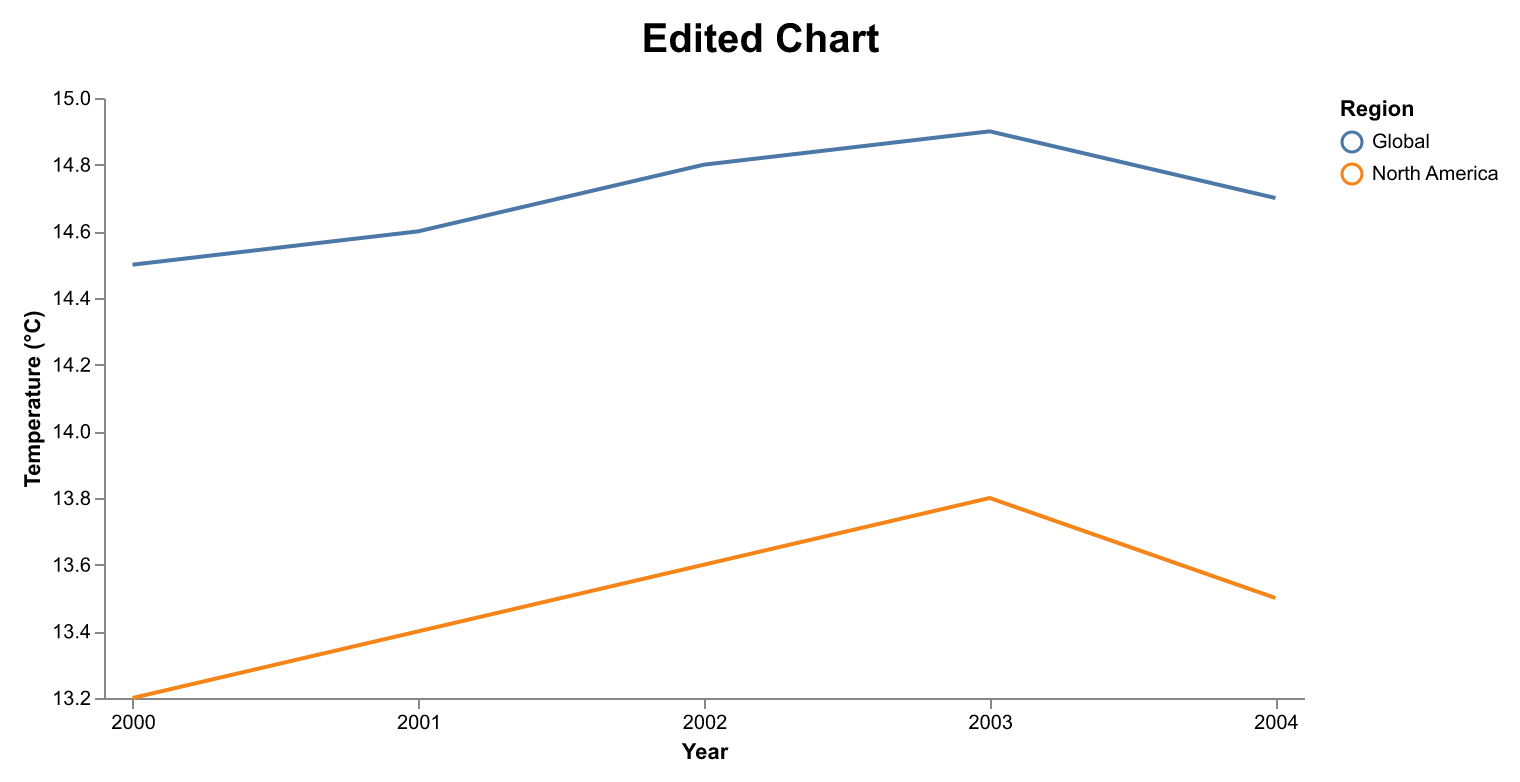 Edited Chart
Temperature (°C)
15.0
14.8
14.6
14.4
14.2
14.0
13.8
13.6
13.4
13.2
2000 2001 2002 2003 2004
Year
Region
Global
North America